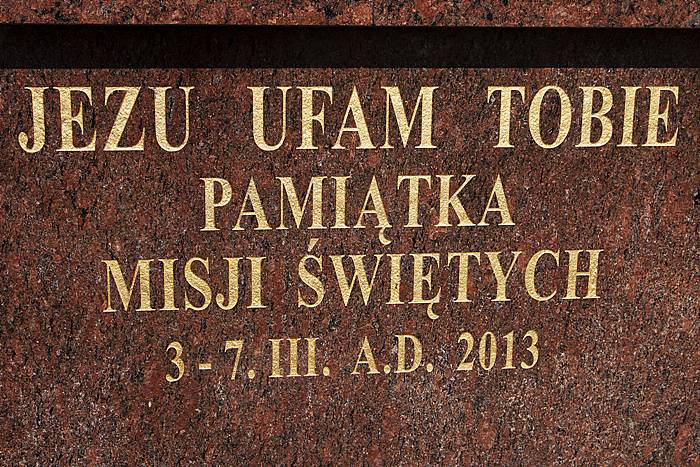 JEZU UFAM TOBIE
PAMIĄTKA
MISJI ŚWIĘTYCH
3 - 7. III. A.D. 2013